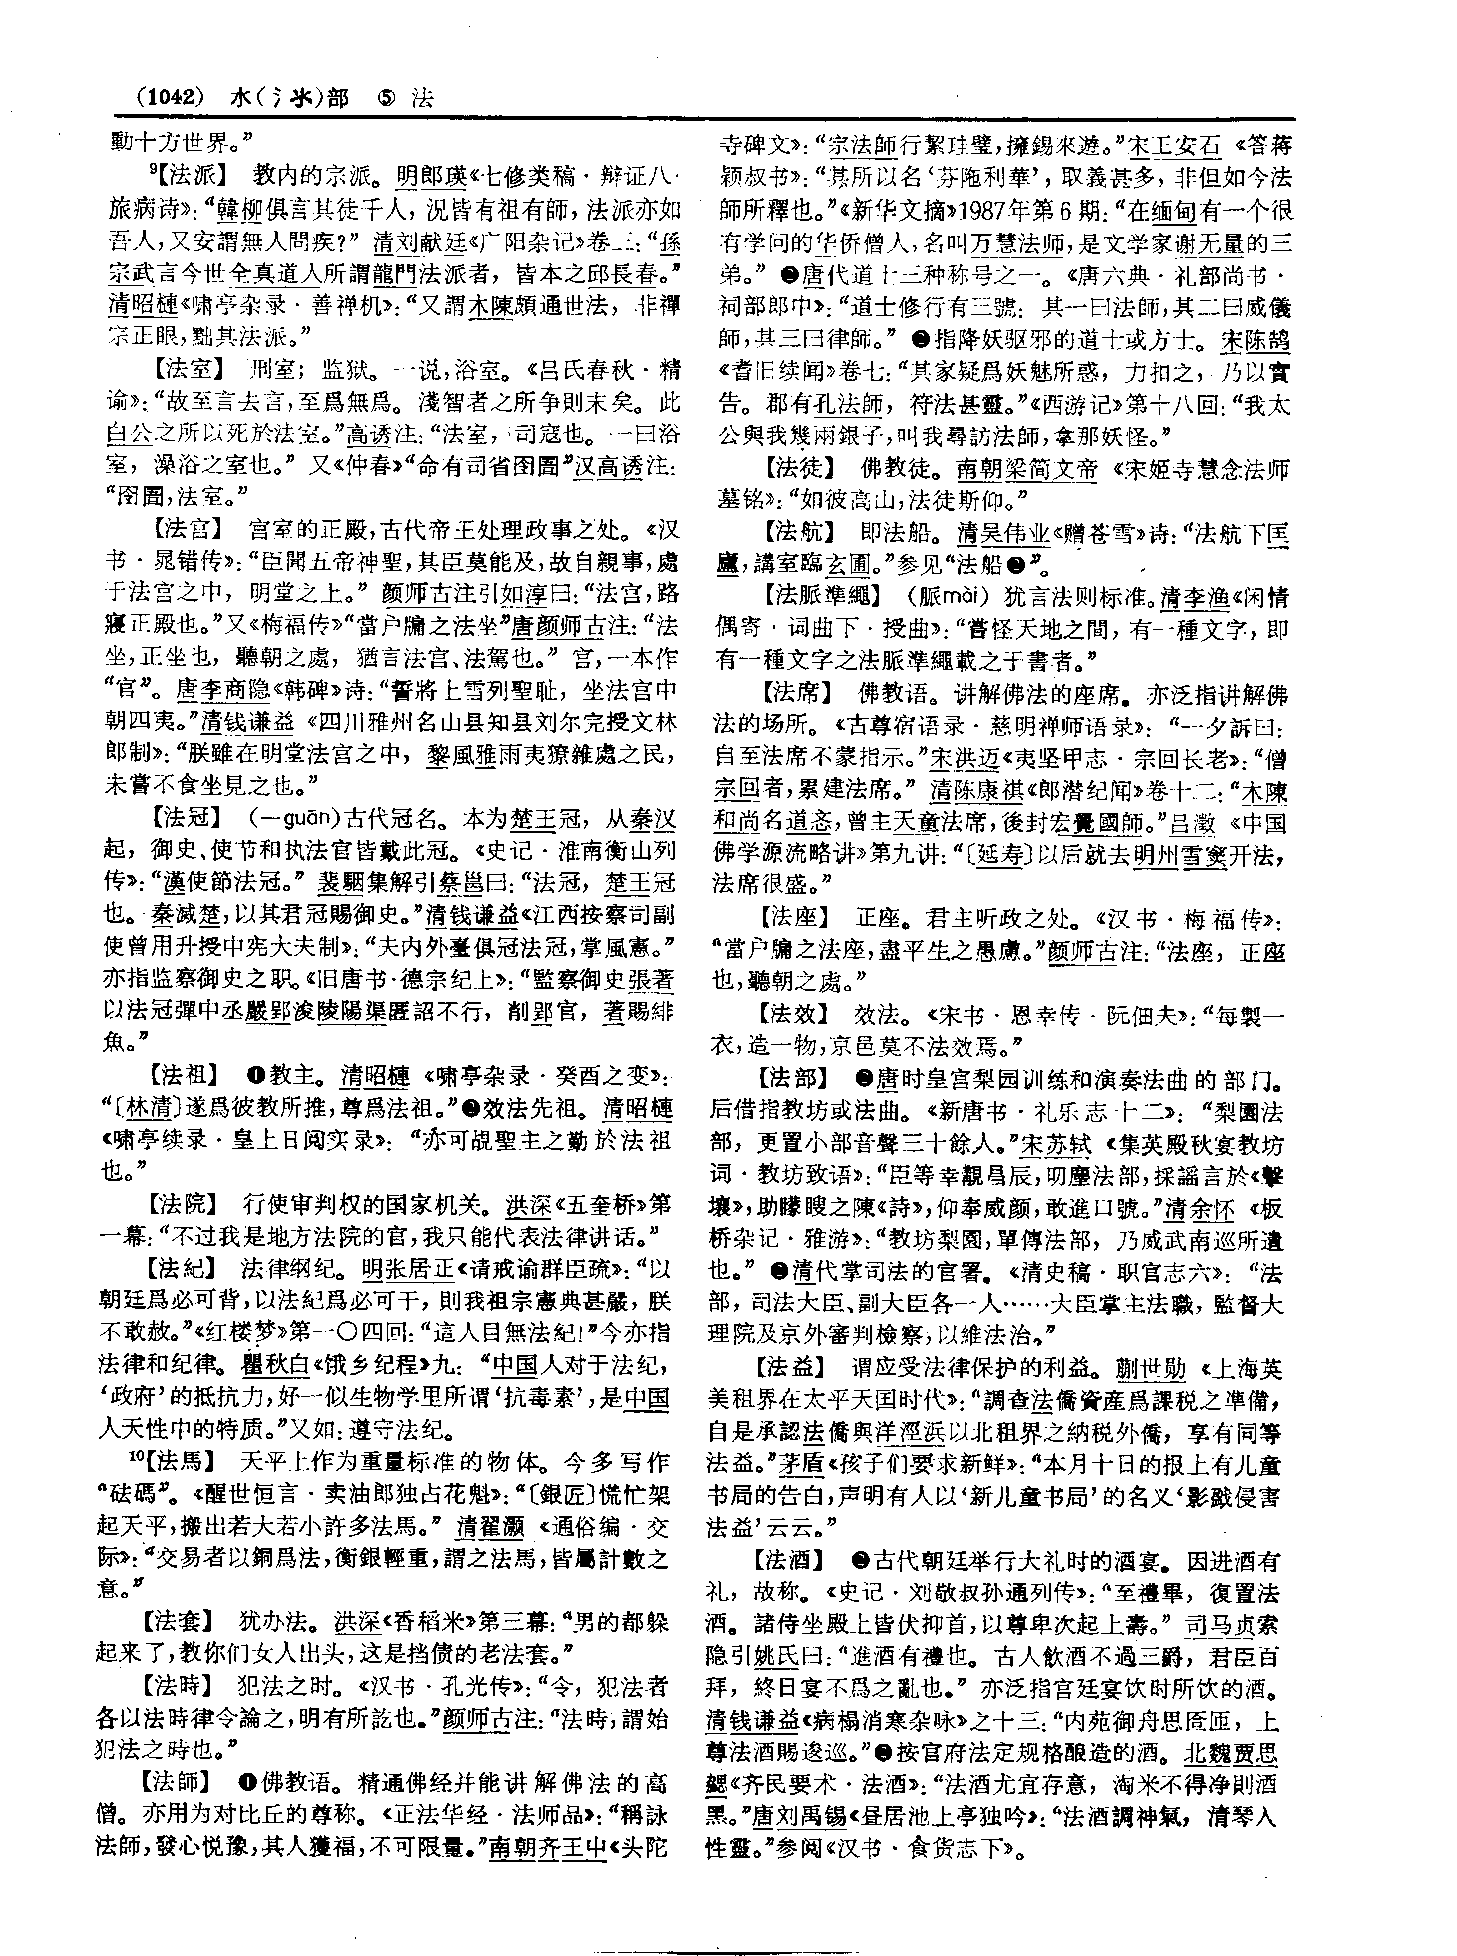 (1042) 水(氵氺)部 ⑤ 法
動十方世界。”
⁹【法派】 教内的宗派。明郎瑛《七修类稿·辩证八·
旅病诗》：“韓柳俱言其徒千人，况皆有祖有師，法派亦如
吾人，又安謂無人問疾？” 清刘献廷《广阳杂记》卷三：“孫
宗武言今世全真道人所謂龍門法派者，皆本之邱長春。”
清昭槤《啸亭杂录·善禅机》：“又謂木陳頗通世法，非禪
宗正眼，黜其法派。”
【法室】 刑室；监狱。一说，浴室。《吕氏春秋·精
谕》：“故至言去言，至爲無爲。淺智者之所争則末矣。此
白公之所以死於法室。”高诱注：“法室，司寇也。一曰浴
室，澡浴之室也。” 又《仲春》“命有司省囹圄”汉高诱注：
“囹圄，法室。”
【法宫】 宫室的正殿，古代帝王处理政事之处。《汉
书·晁错传》：“臣聞五帝神聖，其臣莫能及，故自親事，處
于法宫之中，明堂之上。” 颜师古注引如淳曰：“法宫，路
寢正殿也。”又《梅福传》“當户牖之法坐”唐颜师古注：“法
坐，正坐也，聽朝之處，猶言法宫、法駕也。” 宫，一本作
“官”。唐李商隐《韩碑》诗：“誓將上雪列聖耻，坐法宫中
朝四夷。”清钱谦益《四川雅州名山县知县刘尔完授文林
郎制》：“朕雖在明堂法宫之中，黎風雅雨夷獠雜處之民，
未嘗不食坐見之也。”
【法冠】 （—guān）古代冠名。本为楚王冠，从秦汉
起，御史、使节和执法官皆戴此冠。《史记·淮南衡山列
传》：“漢使節法冠。” 裴駰集解引蔡邕曰：“法冠，楚王冠
也。秦滅楚，以其君冠賜御史。”清钱谦益《江西按察司副
使曾用升授中宪大夫制》：“夫内外臺俱冠法冠，掌風憲。”
亦指监察御史之职。《旧唐书·德宗纪上》：“監察御史張著
以法冠彈中丞嚴郢浚陵陽渠匿詔不行，削郢官，著賜緋
魚。”
【法祖】 ❶教主。清昭槤《啸亭杂录·癸酉之变》：
“〔林清〕遂爲彼教所推，尊爲法祖。”❷效法先祖。清昭槤
《啸亭续录·皇上日阅实录》：“亦可覘聖主之勤於法祖
也。”
【法院】 行使审判权的国家机关。洪深《五奎桥》第
一幕：“不过我是地方法院的官，我只能代表法律讲话。”
【法紀】 法律纲纪。明张居正《请戒谕群臣疏》：“以
朝廷爲必可背，以法紀爲必可干，則我祖宗憲典甚嚴，朕
不敢赦。”《红楼梦》第一〇四回：“這人目無法紀！”今亦指
法律和纪律。瞿秋白《饿乡纪程》九：“中国人对于法纪，
‘政府’的抵抗力，好一似生物学里所谓‘抗毒素’，是中国
人天性中的特质。”又如：遵守法纪。
¹⁰【法馬】 天平上作为重量标准的物体。今多写作
“砝碼”。《醒世恒言·卖油郎独占花魁》：“〔銀匠〕慌忙架
起天平，搬出若大若小許多法馬。” 清翟灏《通俗编·交
际》：“交易者以銅爲法，衡銀輕重，謂之法馬，皆屬計數之
意。”
【法套】 犹办法。洪深《香稻米》第三幕：“男的都躲
起来了，教你们女人出头，这是挡债的老法套。”
【法時】 犯法之时。《汉书·孔光传》：“令，犯法者
各以法時律令論之，明有所訖也。”颜师古注：“法時，謂始
犯法之時也。”
【法師】 ❶佛教语。精通佛经并能讲解佛法的高
僧。亦用为对比丘的尊称。《正法华经·法师品》：“稱詠
法師，發心悦豫，其人獲福，不可限量。”南朝齐王屮《头陀
寺碑文》：“宗法師行絜珪璧，擁錫來遊。”宋王安石《答蒋
颖叔书》：“其所以名‘芬陁利華’，取義甚多，非但如今法
師所釋也。”《新华文摘》1987年第6期：“在缅甸有一个很
有学问的华侨僧人，名叫万慧法师，是文学家谢无量的三
弟。” ❷唐代道士三种称号之一。《唐六典·礼部尚书·
祠部郎中》：“道士修行有三號：其一曰法師，其二曰威儀
師，其三曰律師。” ❸指降妖驱邪的道士或方士。宋陈鹄
《耆旧续闻》卷七：“其家疑爲妖魅所惑，力扣之，乃以實
告。郡有孔法師，符法甚靈。”《西游记》第十八回：“我太
公與我幾兩銀子，叫我尋訪法師，拿那妖怪。”
【法徒】 佛教徒。南朝梁简文帝《宋姬寺慧念法师
墓铭》：“如彼高山，法徒斯仰。”
【法航】 即法船。清吴伟业《赠苍雪》诗：“法航下匡
廬，講室臨玄圃。”参见“法船❷”。
【法脈準繩】 （脈mài）犹言法则标准。清李渔《闲情
偶寄·词曲下·授曲》：“嘗怪天地之間，有一種文字，即
有一種文字之法脈準繩載之于書者。”
【法席】 佛教语。讲解佛法的座席。亦泛指讲解佛
法的场所。《古尊宿语录·慈明禅师语录》：“一夕訴曰：
自至法席不蒙指示。”宋洪迈《夷坚甲志·宗回长老》：“僧
宗回者，累建法席。” 清陈康祺《郎潜纪闻》卷十二：“木陳
和尚名道忞，曾主天童法席，後封宏覺國師。”吕澂《中国
佛学源流略讲》第九讲：“〔延寿〕以后就去明州雪窦开法，
法席很盛。”
【法座】 正座。君主听政之处。《汉书·梅福传》：
“當户牖之法座，盡平生之愚慮。”颜师古注：“法座，正座
也，聽朝之處。”
【法效】 效法。《宋书·恩幸传·阮佃夫》：“每製一
衣，造一物，京邑莫不法效焉。”
【法部】 ❶唐时皇宫梨园训练和演奏法曲的部门。
后借指教坊或法曲。《新唐书·礼乐志十二》：“梨園法
部，更置小部音聲三十餘人。”宋苏轼《集英殿秋宴教坊
词·教坊致语》：“臣等幸覯昌辰，叨塵法部，採謡言於《擊
壤》，助矇瞍之陳《詩》，仰奉威颜，敢進口號。”清余怀《板
桥杂记·雅游》：“教坊梨園，單傳法部，乃威武南巡所遺
也。” ❷清代掌司法的官署。《清史稿·职官志六》：“法
部，司法大臣、副大臣各一人……大臣掌主法職，監督大
理院及京外審判檢察，以維法治。”
【法益】 谓应受法律保护的利益。蒯世勋《上海英
美租界在太平天国时代》：“調查法僑資産爲課税之準備，
自是承認法僑與洋涇浜以北租界之納税外僑，享有同等
法益。”茅盾《孩子们要求新鲜》：“本月十日的报上有儿童
书局的告白，声明有人以‘新儿童书局’的名义‘影戤侵害
法益’云云。”
【法酒】 ❶古代朝廷举行大礼时的酒宴。因进酒有
礼，故称。《史记·刘敬叔孙通列传》：“至禮畢，復置法
酒。諸侍坐殿上皆伏抑首，以尊卑次起上壽。” 司马贞索
隐引姚氏曰：“進酒有禮也。古人飲酒不過三爵，君臣百
拜，終日宴不爲之亂也。” 亦泛指宫廷宴饮时所饮的酒。
清钱谦益《病榻消寒杂咏》之十三：“内苑御舟思匼匝，上
尊法酒賜逡巡。”❷按官府法定规格酿造的酒。北魏贾思
勰《齐民要术·法酒》：“法酒尤宜存意，淘米不得净則酒
黑。”唐刘禹锡《昼居池上亭独吟》：“法酒調神氣，清琴入
性靈。”参阅《汉书·食货志下》。